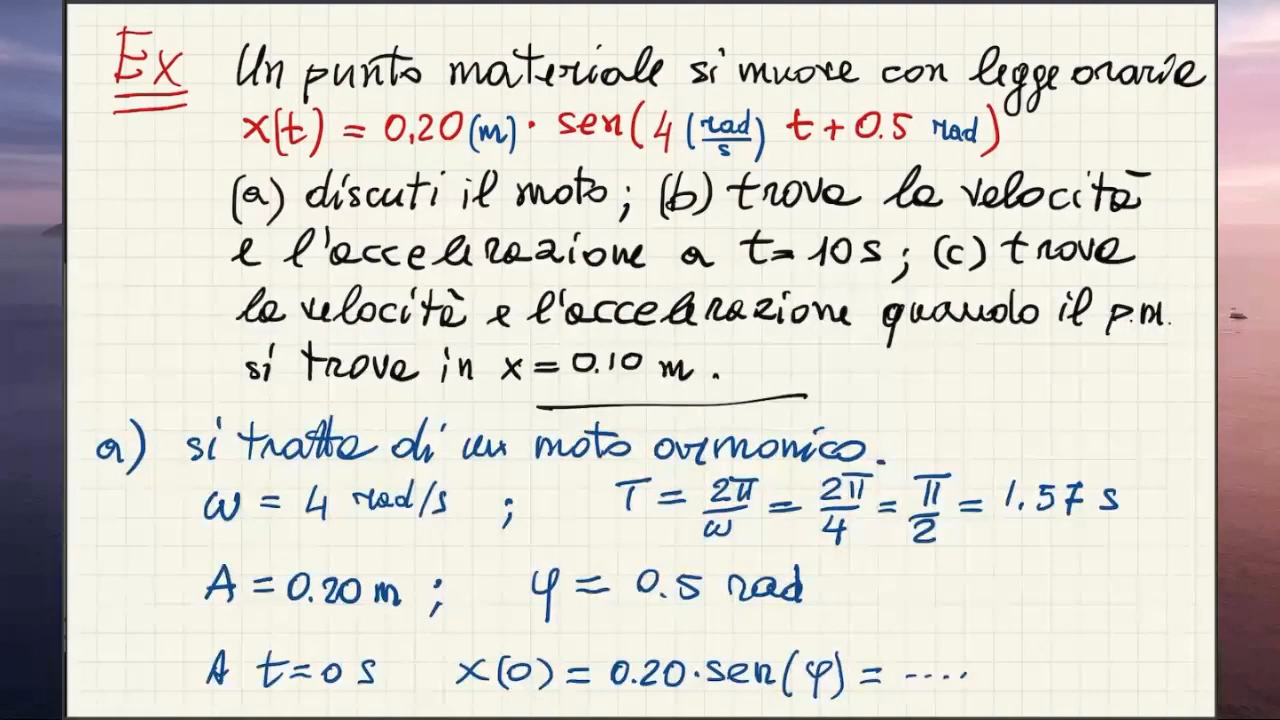 Ex Un punto materiale si muove con legge oraria
x(t) = 0,20 (m) · sen(4 (rad/s) t + 0.5 rad)
(a) discuti il moto; (b) trova la velocità
e l'accelerazione a t = 10 s; (c) trova
la velocità e l'accelerazione quando il p.m.
si trova in x = 0.10 m.
a) si tratta di un moto armonico.
ω = 4 rad/s ; T = 2π/ω = 2π/4 = π/2 = 1.57 s
A = 0.20 m ; φ = 0.5 rad
A t = 0 s x(0) = 0.20 · sen(φ) = ....